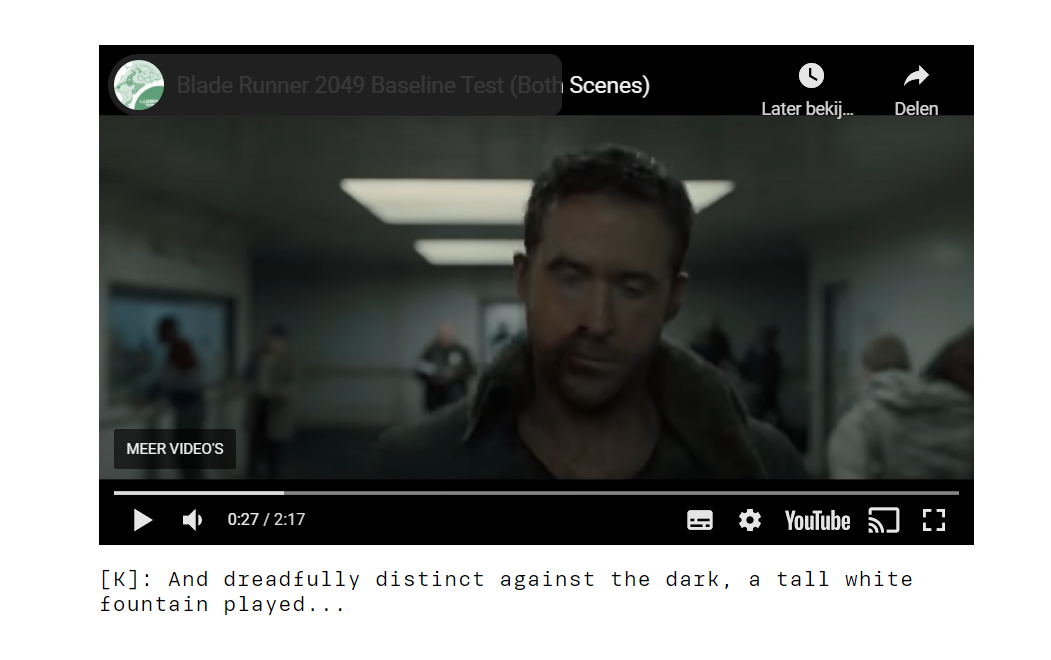 Blade Runner 2049 Baseline Test (Both Scenes)
Later bekij...
Delen
MEER VIDEO'S
0:27 / 2:17
YouTube
[K]: And dreadfully distinct against the dark, a tall white
fountain played...